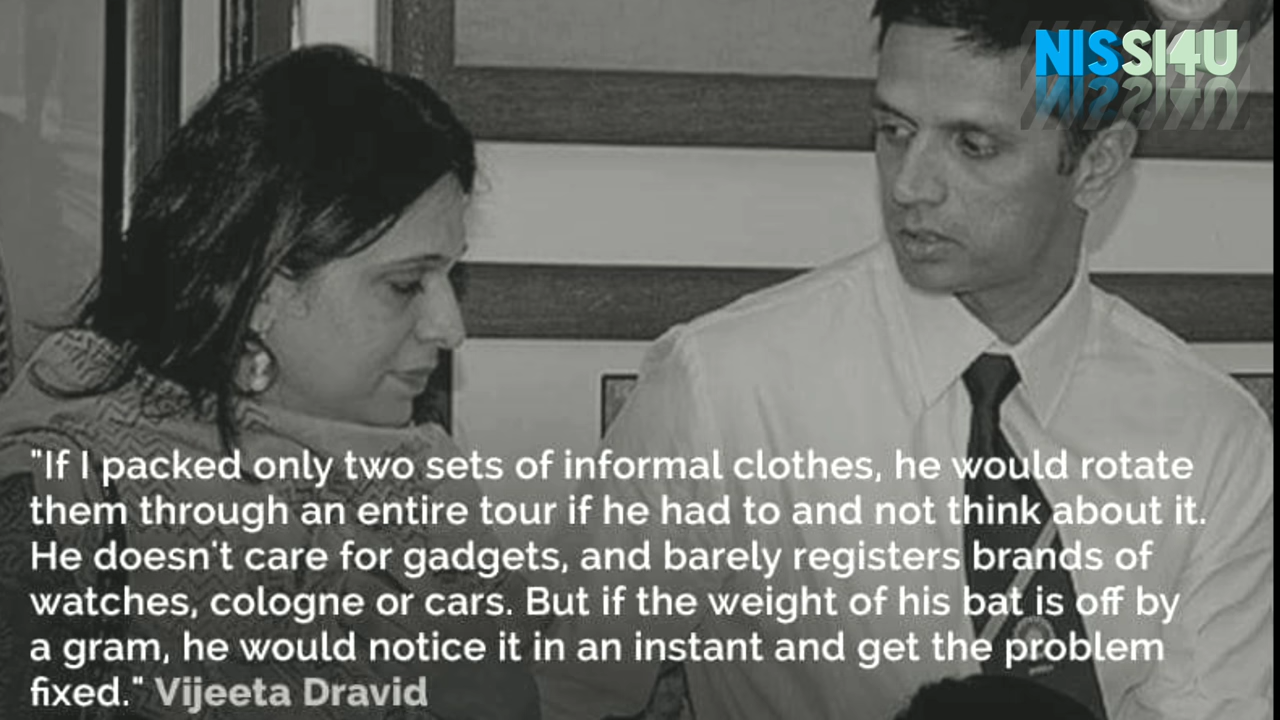 NISSI4U
"If I packed only two sets of informal clothes, he would rotate
them through an entire tour if he had to and not think about it.
He doesn't care for gadgets, and barely registers brands of
watches, cologne or cars. But if the weight of his bat is off by
a gram, he would notice it in an instant and get the problem
fixed." Vijeeta Dravid